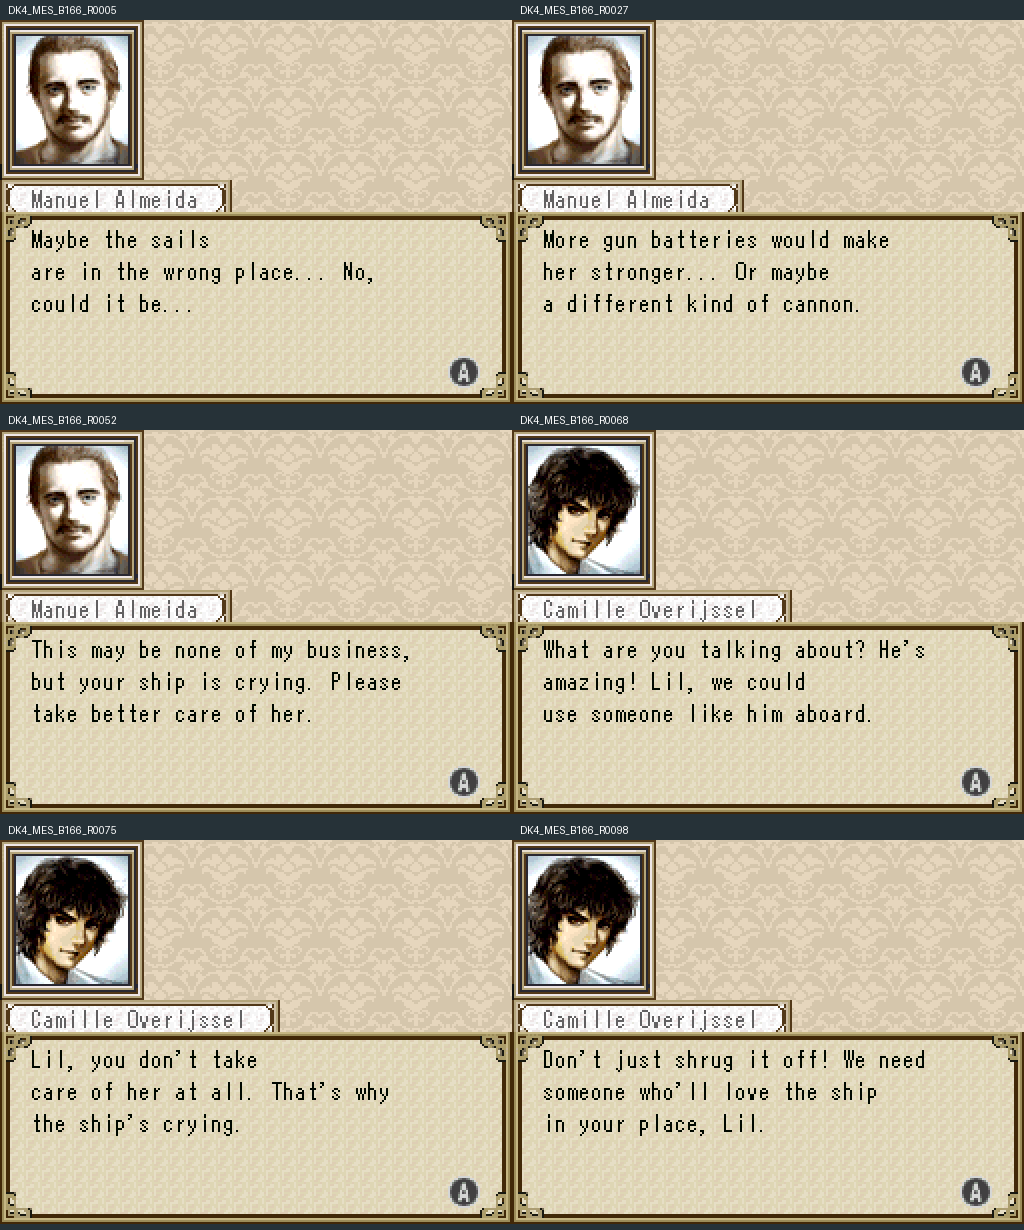 DK4_MES_B166_R0005
Manuel Almeida
Maybe the sails
are in the wrong place... No,
could it be...
A
DK4_MES_B166_R0027
Manuel Almeida
More gun batteries would make
her stronger... Or maybe
a different kind of cannon.
A
DK4_MES_B166_R0052
Manuel Almeida
This may be none of my business,
but your ship is crying. Please
take better care of her.
A
DK4_MES_B166_R0068
Camille Overijssel
What are you talking about? He's
amazing! Lil, we could
use someone like him aboard.
A
DK4_MES_B166_R0075
Camille Overijssel
Lil, you don't take
care of her at all. That's why
the ship's crying.
A
DK4_MES_B166_R0098
Camille Overijssel
Don't just shrug it off! We need
someone who'll love the ship
in your place, Lil.
A